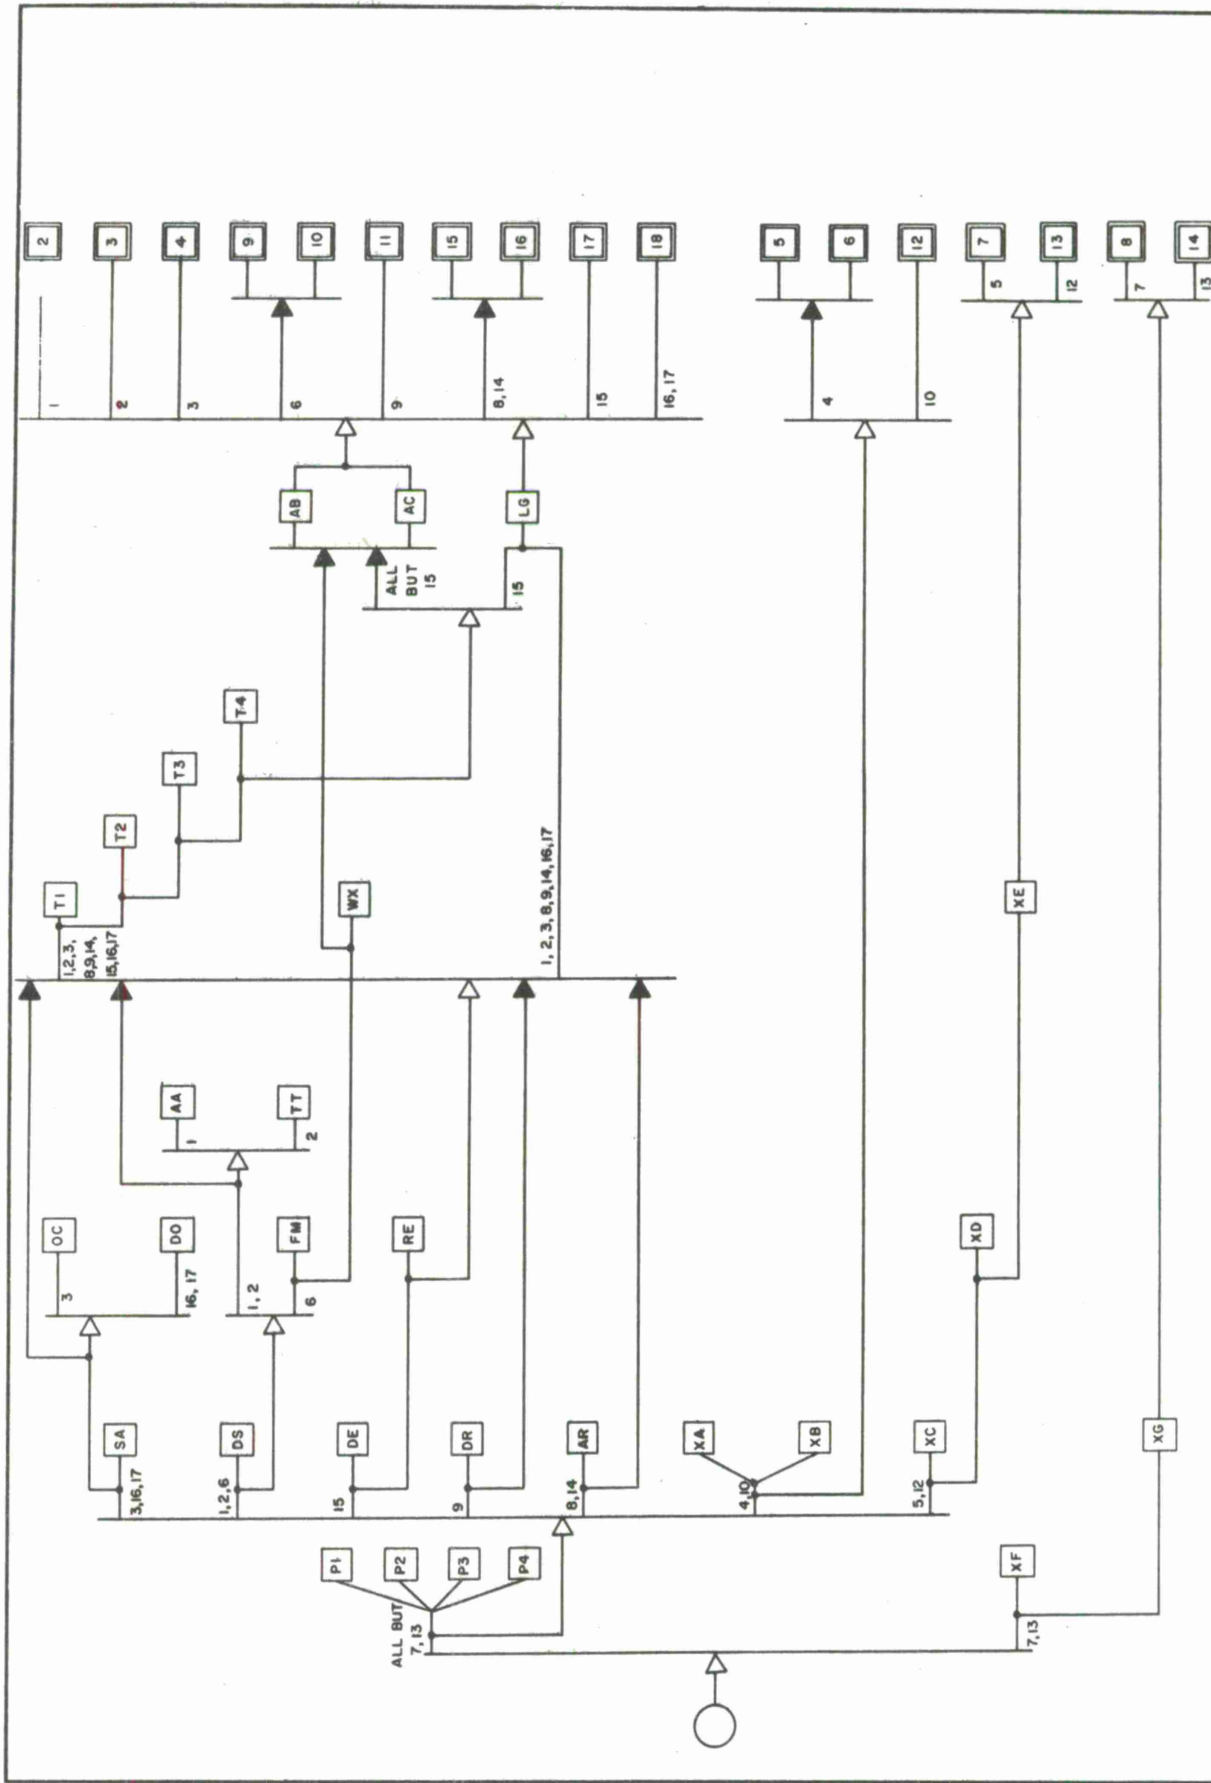 ALL BUT
7, 13
P1
P2
P3
P4
7, 13
XF
3,16,17
SA
1,2,6
DS
15
DE
9
DR
8,14
AR
4,10
XA
XB
5,12
XC
XG
3
OC
16, 17
DO
1, 2
6
FM
RE
XD
1
AA
2
TT
1,2,3,
8,9,14,
15,16,17
T1
T2
T3
T4
WX
1, 2, 3, 8, 9, 14, 16, 17
XE
ALL
BUT
15
15
AB
AC
LG
1
2
3
6
9
8, 14
15
16, 17
4
10
5
12
7
13
2
3
4
9
10
11
15
16
17
18
5
6
12
7
13
8
14